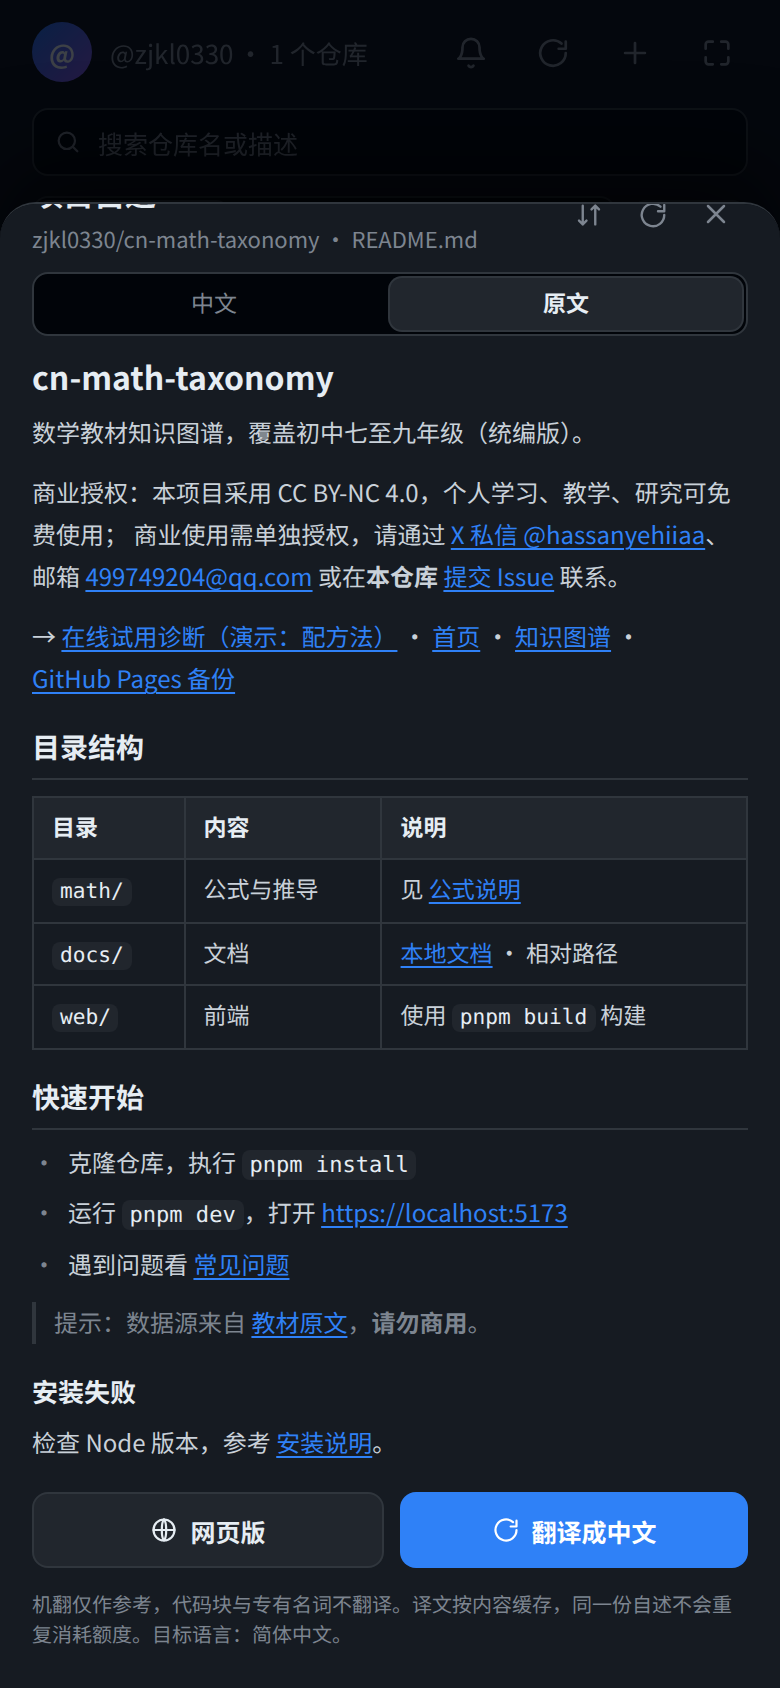 @
@zjkl0330 · 1 个仓库
搜索仓库名或描述
zjkl0330/cn-math-taxonomy · README.md
中文
原文
cn-math-taxonomy
数学教材知识图谱，覆盖初中七至九年级（统编版）。
商业授权：本项目采用 CC BY-NC 4.0，个人学习、教学、研究可免
费使用； 商业使用需单独授权，请通过 X 私信 @hassanyehiiaa、
邮箱 499749204@qq.com 或在本仓库 提交 Issue 联系。
→ 在线试用诊断（演示：配方法） · 首页 · 知识图谱 ·
GitHub Pages 备份
目录结构
目录 内容 说明
math/ 公式与推导 见 公式说明
docs/ 文档 本地文档 · 相对路径
web/ 前端 使用 pnpm build 构建
快速开始
· 克隆仓库，执行 pnpm install
· 运行 pnpm dev，打开 https://localhost:5173
· 遇到问题看 常见问题
提示：数据源来自 教材原文，请勿商用。
安装失败
检查 Node 版本，参考 安装说明。
网页版
翻译成中文
机翻仅作参考，代码块与专有名词不翻译。译文按内容缓存，同一份自述不会重
复消耗额度。目标语言：简体中文。